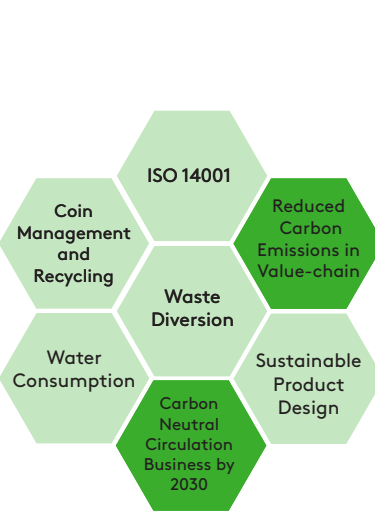 ISO 14001
Coin
Management
and
Recycling
Reduced
Carbon
Emissions in
Value-chain
Waste
Diversion
Water
Consumption
Sustainable
Product
Design
Carbon
Neutral
Circulation
Business by
2030